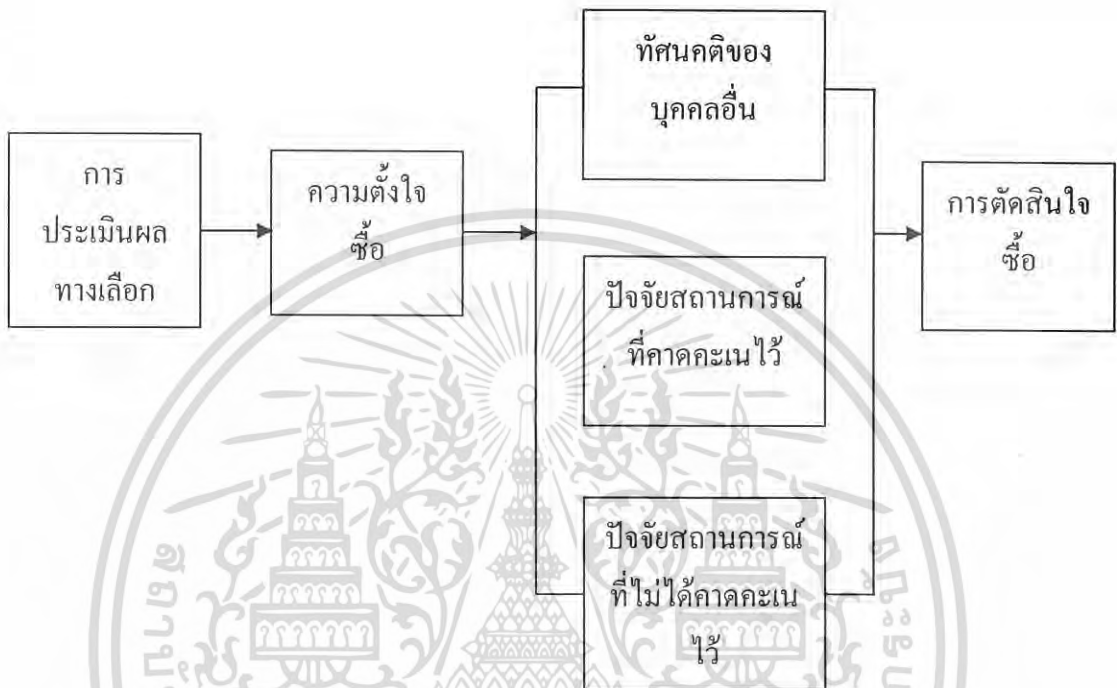 การ
ประเมินผล
ทางเลือก
ความตั้งใจ
ซื้อ
ทัศนคติของ
บุคคลอื่น
ปัจจัยสถานการณ์
ที่คาดคะเนไว้
ปัจจัยสถานการณ์
ที่ไม่ได้คาดคะเน
ไว้
การตัดสินใจ
ซื้อ